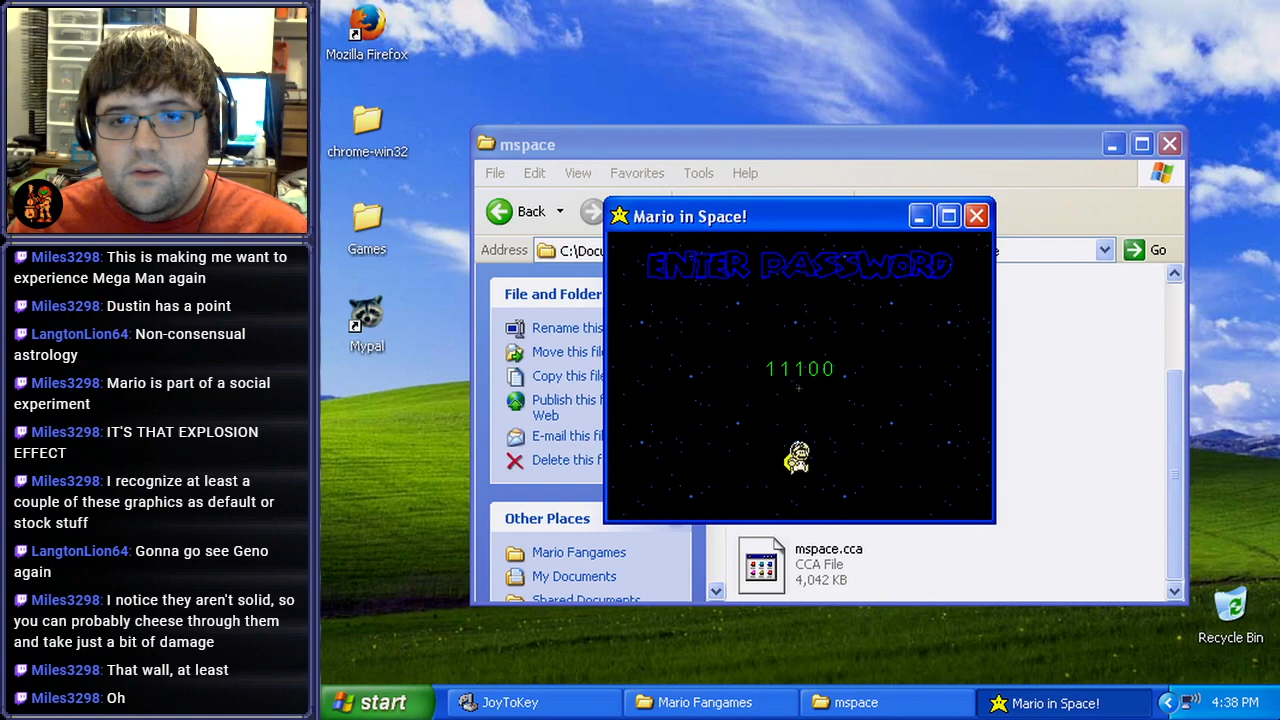 Miles3298: This is making me want to
experience Mega Man again
Miles3298: Dustin has a point
LangtonLion64: Non-consensual
astrology
Miles3298: Mario is part of a social
experiment
Miles3298: IT'S THAT EXPLOSION
EFFECT
Miles3298: I recognize at least a
couple of these graphics as default or
stock stuff
LangtonLion64: Gonna go see Geno
again
Miles3298: I notice they aren't solid, so
you can probably cheese through them
and take just a bit of damage
Miles3298: That wall, at least
Miles3298: Oh
Mozilla Firefox
chrome-win32
Games
Mypal
mspace
File Edit View Favorites Tools Help
Back
Address C:\Docu
Go
File and Folder
Rename this
Move this file
Copy this file
Publish this f
Web
E-mail this fil
Delete this f
Other Places
Mario Fangames
My Documents
Shared Documents
Mario in Space!
ENTER PASSWORD
11100
mspace.cca
CCA File
4,042 KB
Recycle Bin
start
JoyToKey
Mario Fangames
mspace
Mario in Space!
4:38 PM